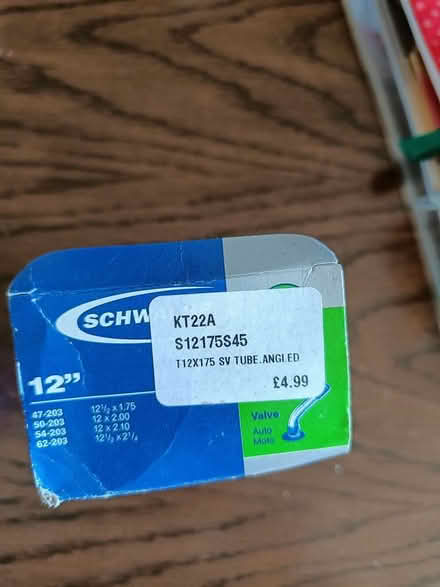 SCHW
KT22A
S12175S45
T12X175 SV TUBE.ANGLED
£4.99
12"
47-203 12½ x 1.75
50-203 12 x 2.00
54-203 12 x 2.10
62-203 12½ x 2¼
Valve
Auto
Moto